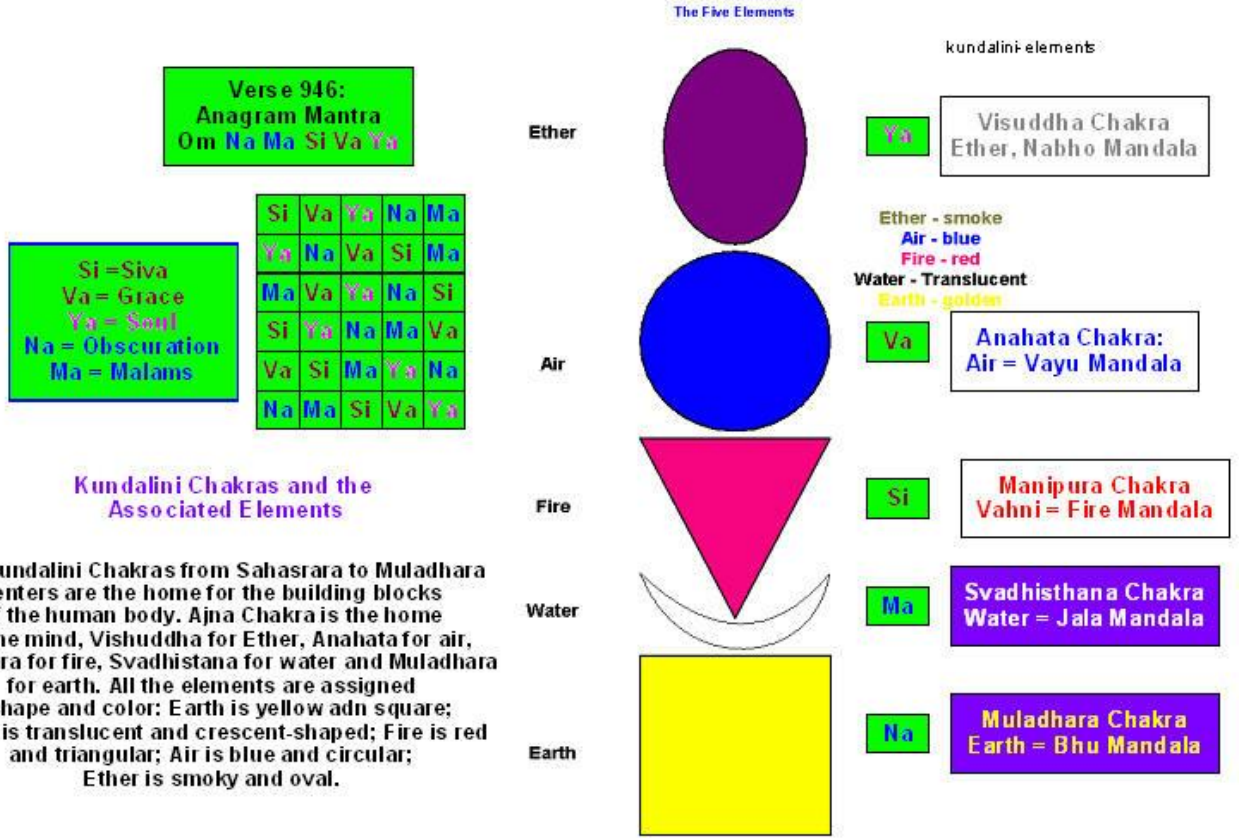 The Five Elements
kundalini-elements
Verse 946:
Anagram Mantra
Om Na Ma Si Va Ya
Si Va Ya Na Ma
Ya Na Va Si Ma
Ma Va Ya Na Si
Si Ya Na Ma Va
Va Si Ma Ya Na
Na Ma Si Va Ya
Si =Siva
Va = Grace
Ya = Soul
Na = Obscuration
Ma = Malams
Kundalini Chakras and the
Associated Elements
undalini Chakras from Sahasrara to Muladhara
enters are the home for the building blocks
the human body. Ajna Chakra is the home
he mind, Vishuddha for Ether, Anahata for air,
ra for fire, Svadhistana for water and Muladhara
for earth. All the elements are assigned
hape and color: Earth is yellow adn square;
is translucent and crescent-shaped; Fire is red
and triangular; Air is blue and circular;
Ether is smoky and oval.
Ether
Air
Fire
Water
Earth
Ya
Visuddha Chakra
Ether, Nabho Mandala
Ether - smoke
Air - blue
Fire - red
Water - Translucent
Earth - golden
Va
Anahata Chakra:
Air = Vayu Mandala
Si
Manipura Chakra
Vahni = Fire Mandala
Ma
Svadhisthana Chakra
Water = Jala Mandala
Na
Muladhara Chakra
Earth = Bhu Mandala